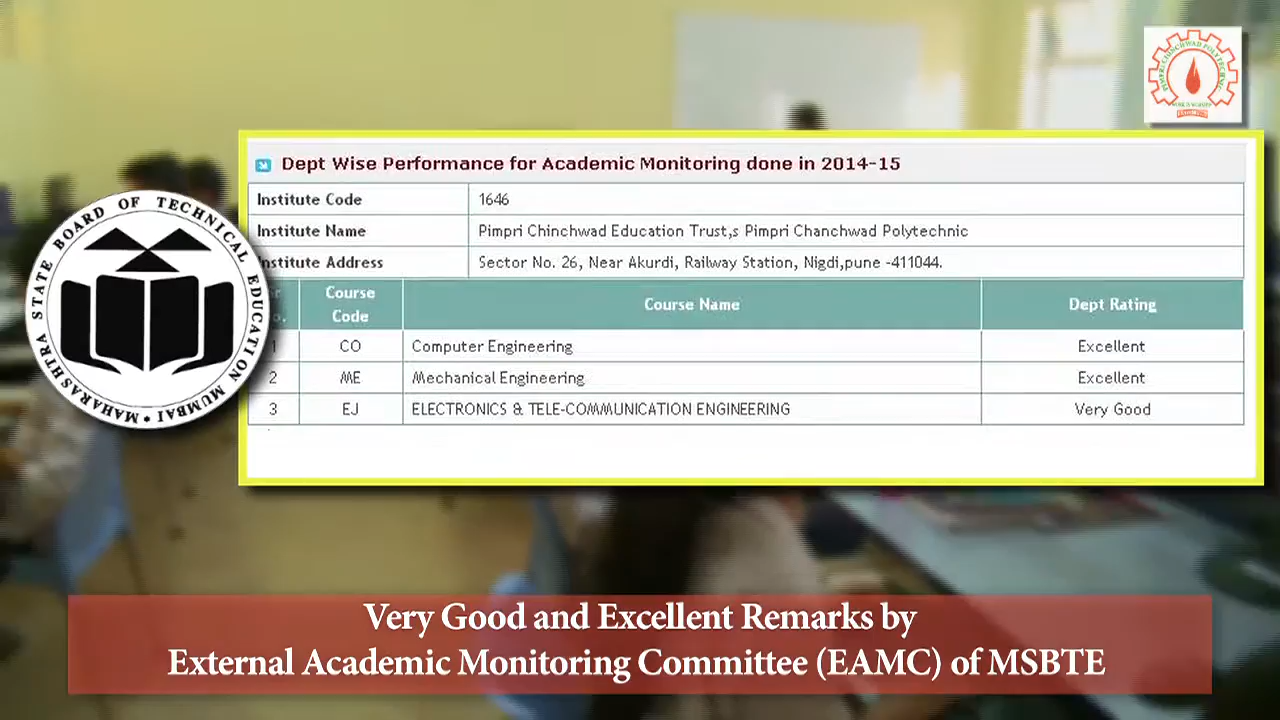 PIMPRI CHINCHWAD POLYTECHNIC
Dept Wise Performance for Academic Monitoring done in 2014-15
Institute Code 1646
Institute Name Pimpri Chinchwad Education Trust,s Pimpri Chanchwad Polytechnic
nstitute Address Sector No. 26, Near Akurdi, Railway Station, Nigdi,pune -411044.
Course Code Course Name Dept Rating
1 CO Computer Engineering Excellent
2 ME Mechanical Engineering Excellent
3 EJ ELECTRONICS & TELE-COMMUNICATION ENGINEERING Very Good
MAHARASHTRA STATE BOARD OF TECHNICAL EDUCATION MUMBAI •
Very Good and Excellent Remarks by
External Academic Monitoring Committee (EAMC) of MSBTE